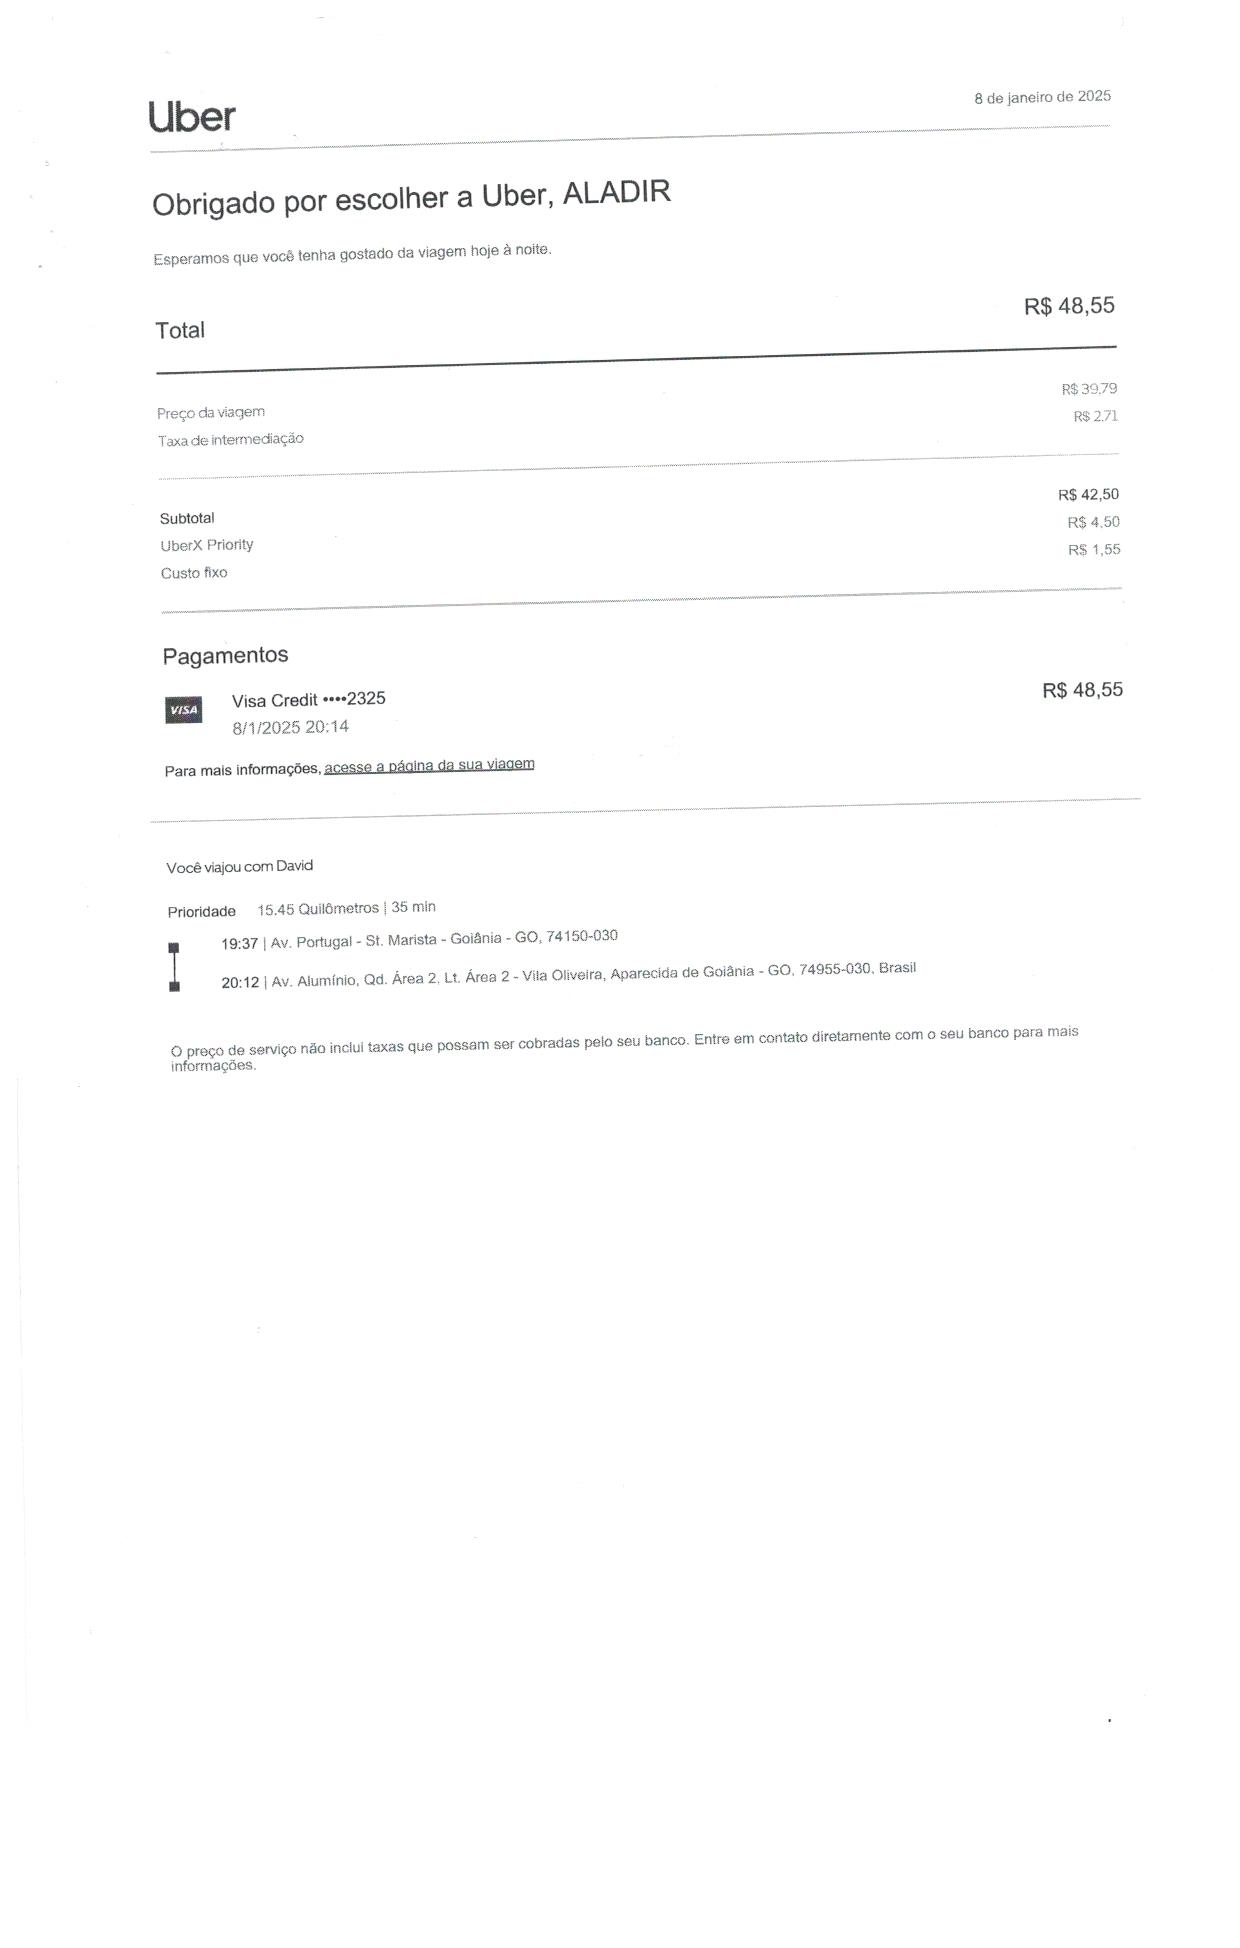 Uber
8 de janeiro de 2025
Obrigado por escolher a Uber, ALADIR
Esperamos que você tenha gostado da viagem hoje à noite.
Total R$ 48,55
Preço da viagem R$ 39,79
Taxa de intermediação R$ 2,71
Subtotal R$ 42,50
UberX Priority R$ 4,50
Custo fixo R$ 1,55
Pagamentos
VISA Visa Credit ••••2325 R$ 48,55
8/1/2025 20:14
Para mais informações, acesse a página da sua viagem
Você viajou com David
Prioridade 15.45 Quilômetros | 35 min
19:37 | Av. Portugal - St. Marista - Goiânia - GO, 74150-030
20:12 | Av. Alumínio, Qd. Área 2, Lt. Área 2 - Vila Oliveira, Aparecida de Goiânia - GO, 74955-030, Brasil
O preço de serviço não inclui taxas que possam ser cobradas pelo seu banco. Entre em contato diretamente com o seu banco para mais
informações.